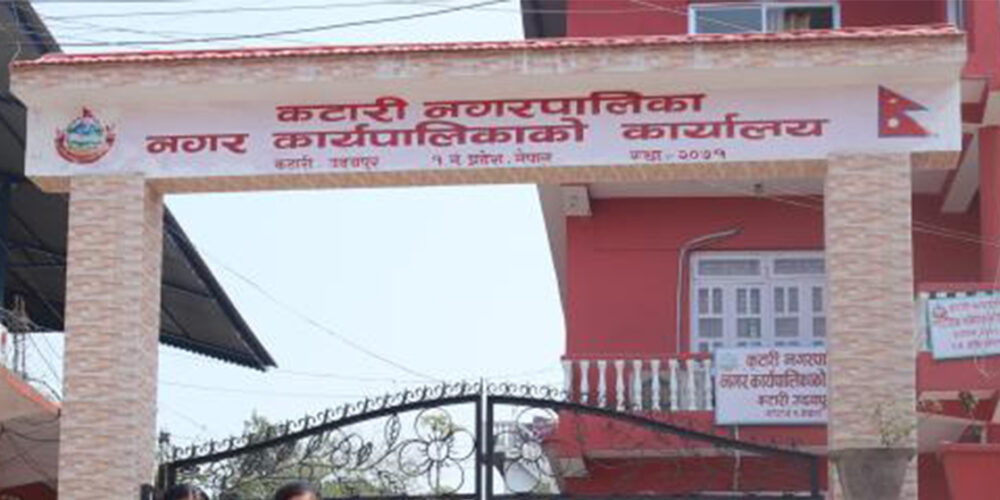 कटारी नगरपालिका
नगर कार्यपालिकाको कार्यालय
कटारी उदयपुर १ नं प्रदेश, नेपाल स्था - २०७१
कटारी नगरपा
नगर कार्यपालिकाको
कटारी उदयपु